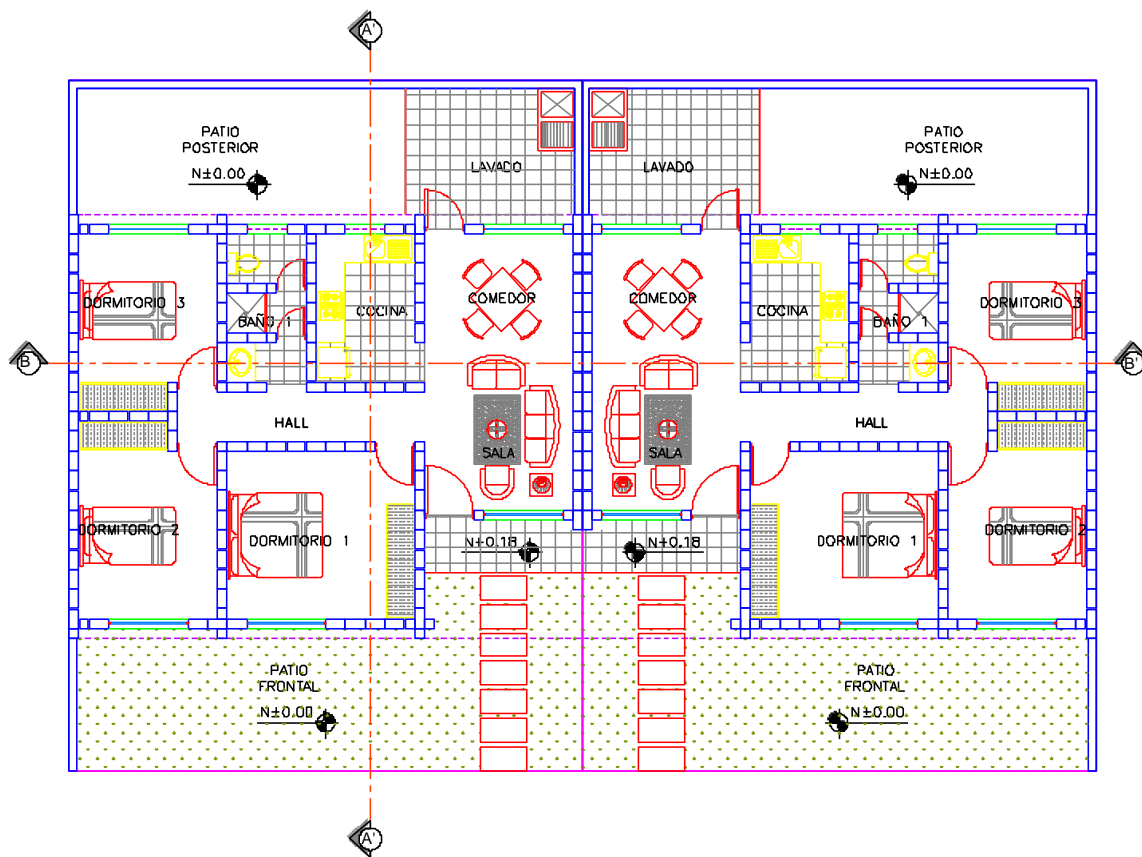 A'
PATIO
POSTERIOR
N±0.00
LAVADO
LAVADO
PATIO
POSTERIOR
N±0.00
DORMITORIO 3
BAÑO 1
COCINA
COMEDOR
COMEDOR
COCINA
BAÑO 1
DORMITORIO 3
B
B'
HALL
SALA
SALA
HALL
DORMITORIO 2
DORMITORIO 1
N+0.18
N+0.18
DORMITORIO 1
DORMITORIO 2
PATIO
FRONTAL
N±0.00
PATIO
FRONTAL
N±0.00
A'